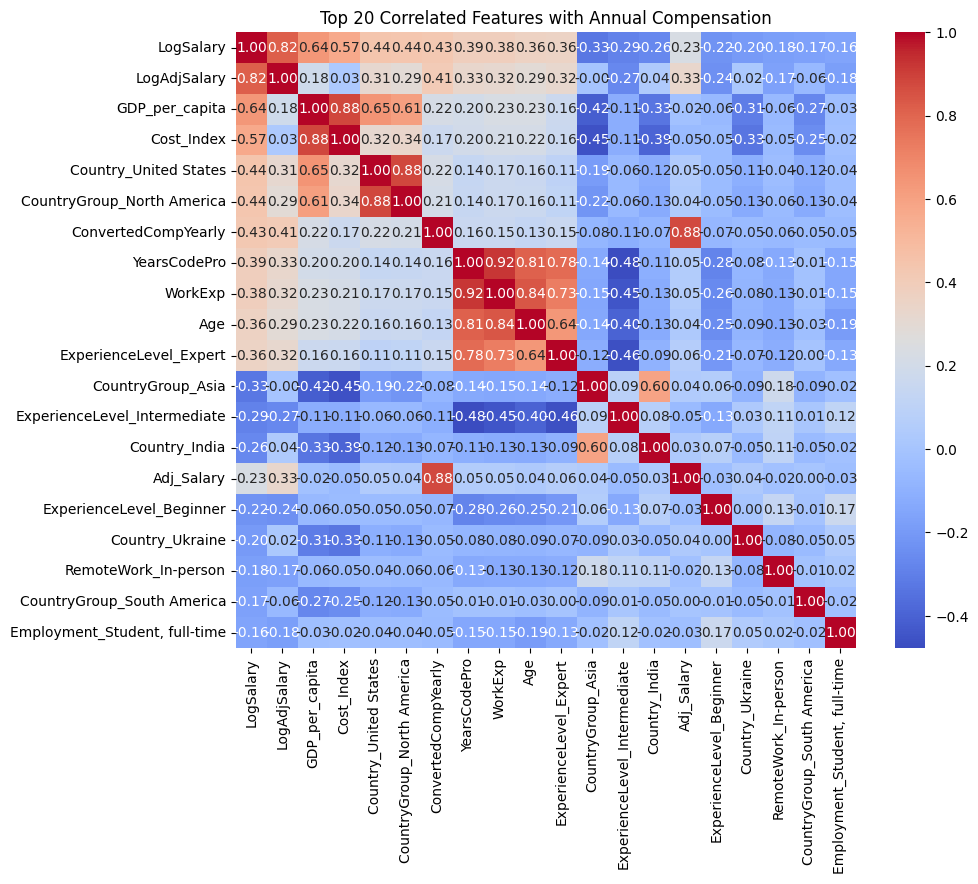 Top 20 Correlated Features with Annual Compensation
LogSalary 1.00 0.82 0.64 0.57 0.44 0.44 0.43 0.39 0.38 0.36 0.36 -0.33 -0.29 -0.26 0.23 -0.22 -0.20 -0.18 -0.17 -0.16
LogAdjSalary 0.82 1.00 0.18 0.03 0.31 0.29 0.41 0.33 0.32 0.29 0.32 -0.00 -0.27 0.04 0.33 -0.24 0.02 -0.17 -0.06 -0.18
GDP_per_capita 0.64 0.18 1.00 0.88 0.65 0.61 0.22 0.20 0.23 0.23 0.16 -0.42 -0.11 -0.33 -0.02 -0.06 -0.31 -0.06 -0.27 -0.03
Cost_Index 0.57 0.03 0.88 1.00 0.32 0.34 0.17 0.20 0.21 0.22 0.16 -0.45 -0.11 -0.39 -0.05 -0.05 -0.33 -0.05 -0.25 -0.02
Country_United States 0.44 0.31 0.65 0.32 1.00 0.88 0.22 0.14 0.17 0.16 0.11 -0.19 -0.06 -0.12 0.05 -0.05 -0.11 -0.04 -0.12 -0.04
CountryGroup_North America 0.44 0.29 0.61 0.34 0.88 1.00 0.21 0.14 0.17 0.16 0.11 -0.22 -0.06 -0.13 0.04 -0.05 -0.13 -0.06 -0.13 -0.04
ConvertedCompYearly 0.43 0.41 0.22 0.17 0.22 0.21 1.00 0.16 0.15 0.13 0.15 -0.08 -0.11 -0.07 0.88 -0.07 -0.05 -0.06 -0.05 -0.05
YearsCodePro 0.39 0.33 0.20 0.20 0.14 0.14 0.16 1.00 0.92 0.81 0.78 -0.14 -0.48 -0.11 0.05 -0.28 -0.08 -0.13 -0.01 -0.15
WorkExp 0.38 0.32 0.23 0.21 0.17 0.17 0.15 0.92 1.00 0.84 0.73 -0.15 -0.45 -0.13 0.05 -0.26 -0.08 -0.13 -0.01 -0.15
Age 0.36 0.29 0.23 0.22 0.16 0.16 0.13 0.81 0.84 1.00 0.64 -0.14 -0.40 -0.13 0.04 -0.25 -0.09 -0.13 -0.03 -0.19
ExperienceLevel_Expert 0.36 0.32 0.16 0.16 0.11 0.11 0.15 0.78 0.73 0.64 1.00 -0.12 -0.46 -0.09 0.06 -0.21 -0.07 -0.12 0.00 -0.13
CountryGroup_Asia -0.33 -0.00 -0.42 -0.45 -0.19 -0.22 -0.08 -0.14 -0.15 -0.14 -0.12 1.00 0.09 0.60 0.04 0.06 -0.09 0.18 -0.09 -0.02
ExperienceLevel_Intermediate -0.29 -0.27 -0.11 -0.11 -0.06 -0.06 -0.11 -0.48 -0.45 -0.40 -0.46 0.09 1.00 0.08 -0.05 -0.13 0.03 0.11 0.01 0.12
Country_India -0.26 0.04 -0.33 -0.39 -0.12 -0.13 -0.07 -0.11 -0.13 -0.13 -0.09 0.60 0.08 1.00 0.03 0.07 -0.05 0.11 -0.05 -0.02
Adj_Salary 0.23 0.33 -0.02 -0.05 0.05 0.04 0.88 0.05 0.05 0.04 0.06 0.04 -0.05 0.03 1.00 -0.03 0.04 -0.02 0.00 -0.03
ExperienceLevel_Beginner -0.22 -0.24 -0.06 -0.05 -0.05 -0.05 -0.07 -0.28 -0.26 -0.25 -0.21 0.06 -0.13 0.07 -0.03 1.00 0.00 0.13 -0.01 0.17
Country_Ukraine -0.20 0.02 -0.31 -0.33 -0.11 -0.13 -0.05 -0.08 -0.08 -0.09 -0.07 -0.09 0.03 -0.05 0.04 0.00 1.00 -0.08 -0.05 0.05
RemoteWork_In-person -0.18 -0.17 -0.06 -0.05 -0.04 -0.06 -0.06 -0.13 -0.13 -0.13 -0.12 0.18 0.11 0.11 -0.02 0.13 -0.08 1.00 -0.01 0.02
CountryGroup_South America -0.17 -0.06 -0.27 -0.25 -0.12 -0.13 -0.05 -0.01 -0.01 -0.03 0.00 -0.09 0.01 -0.05 0.00 -0.01 -0.05 -0.01 1.00 -0.02
Employment_Student, full-time -0.16 -0.18 -0.03 -0.02 -0.04 -0.04 -0.05 -0.15 -0.15 -0.19 -0.13 -0.02 0.12 -0.02 -0.03 0.17 0.05 0.02 -0.02 1.00
LogSalary
LogAdjSalary
GDP_per_capita
Cost_Index
Country_United States
CountryGroup_North America
ConvertedCompYearly
YearsCodePro
WorkExp
Age
ExperienceLevel_Expert
CountryGroup_Asia
ExperienceLevel_Intermediate
Country_India
Adj_Salary
ExperienceLevel_Beginner
Country_Ukraine
RemoteWork_In-person
CountryGroup_South America
Employment_Student, full-time
1.0
0.8
0.6
0.4
0.2
0.0
−0.2
−0.4